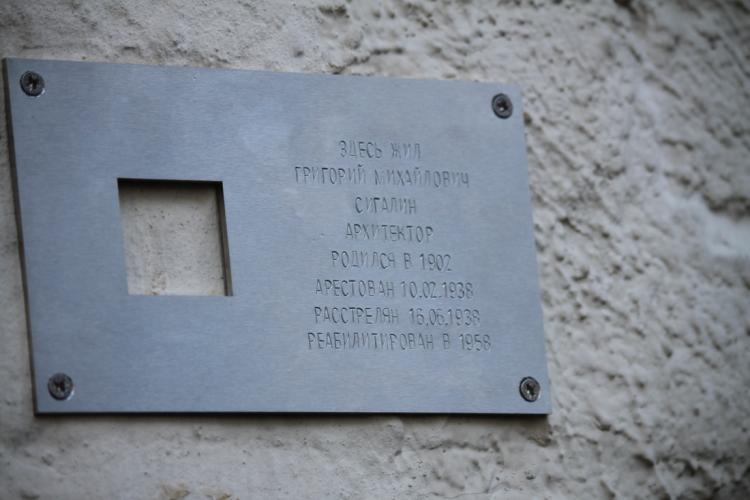 ЗДЕСЬ ЖИЛ
ГРИГОРИЙ МИХАЙЛОВИЧ
СИГАЛИН
АРХИТЕКТОР
РОДИЛСЯ В 1902
АРЕСТОВАН 10.02.1938
РАССТРЕЛЯН 16.06.1938
РЕАБИЛИТИРОВАН В 1958